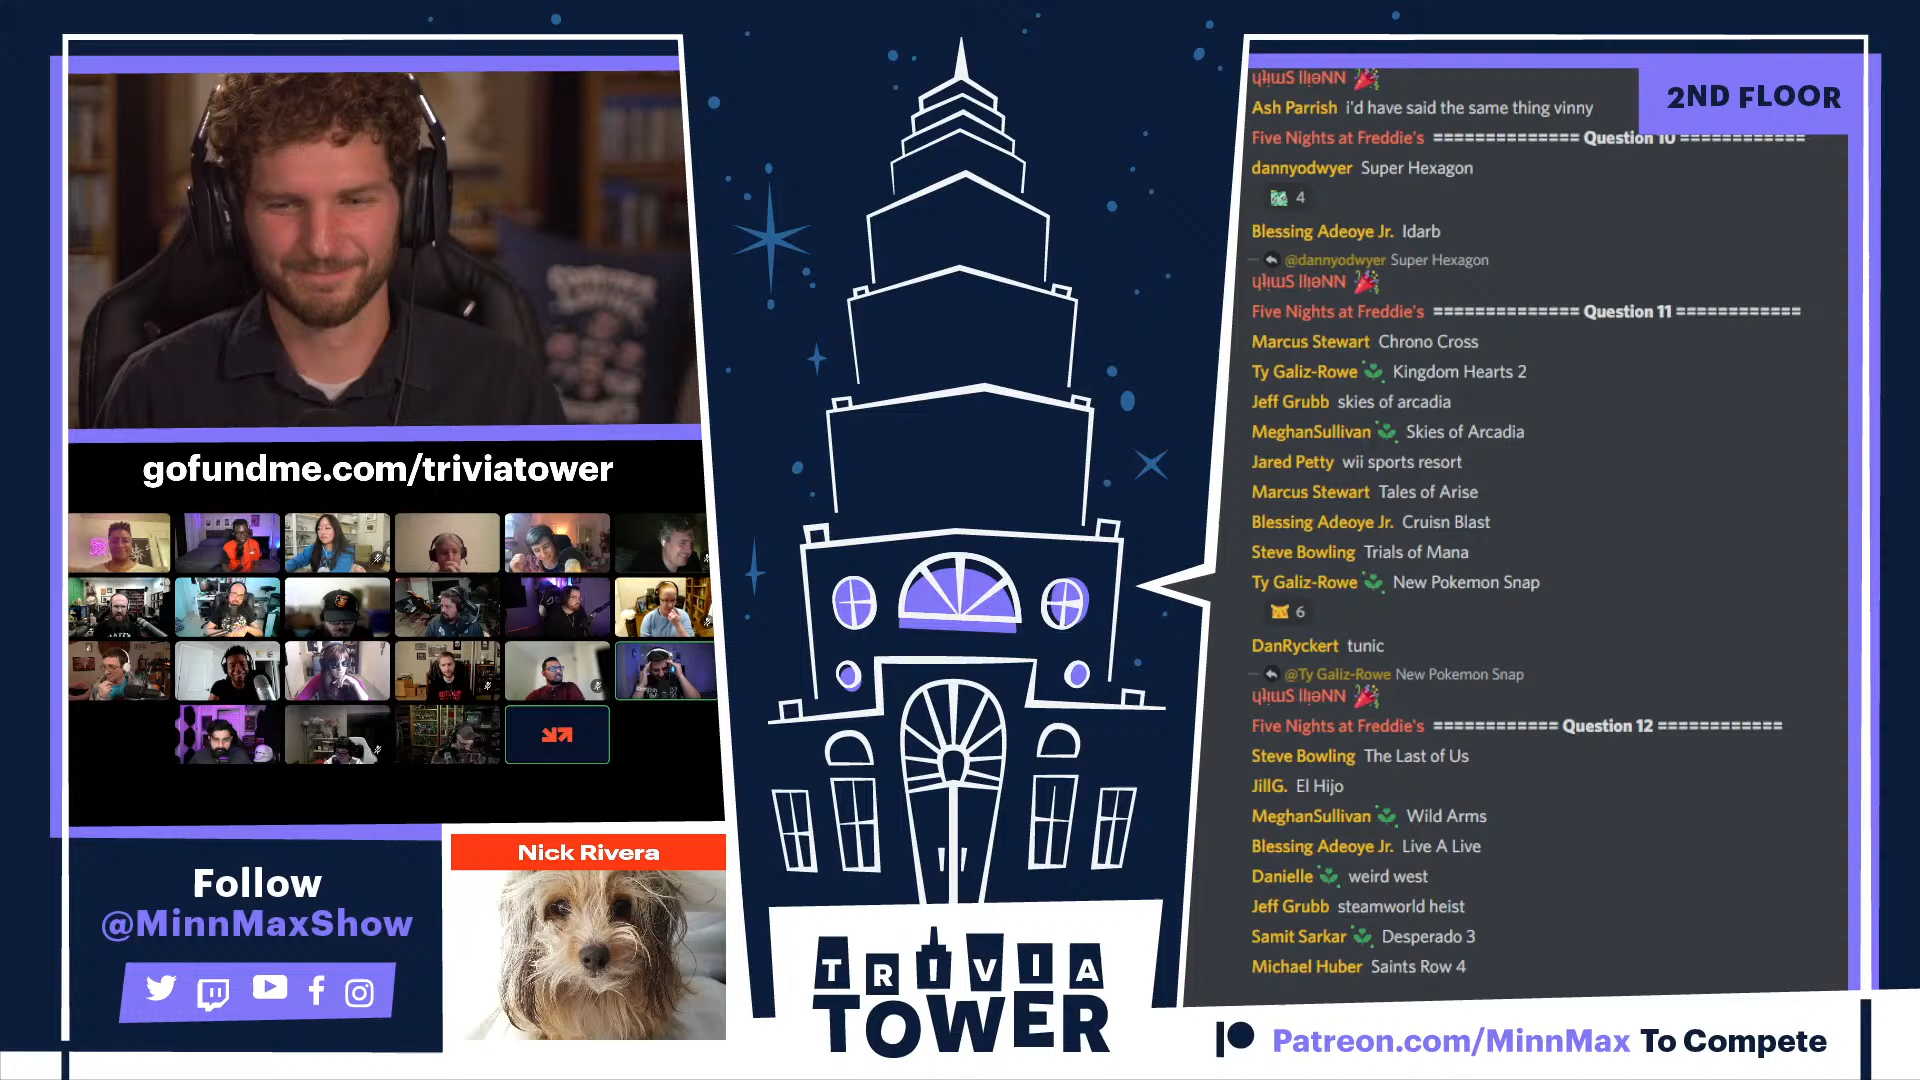 gofundme.com/triviatower
Follow
@MinnMaxShow
Nick Rivera
TRIVIA
TOWER
2ND FLOOR
ɥʇᴉɯS llᴉǝNN 🎉
Ash Parrish i'd have said the same thing vinny
Five Nights at Freddie's ============== Question 10 ============
dannyodwyer Super Hexagon
4
Blessing Adeoye Jr. Idarb
@dannyodwyer Super Hexagon
ɥʇᴉɯS llᴉǝNN 🎉
Five Nights at Freddie's ============== Question 11 ============
Marcus Stewart Chrono Cross
Ty Galiz-Rowe Kingdom Hearts 2
Jeff Grubb skies of arcadia
MeghanSullivan Skies of Arcadia
Jared Petty wii sports resort
Marcus Stewart Tales of Arise
Blessing Adeoye Jr. Cruisn Blast
Steve Bowling Trials of Mana
Ty Galiz-Rowe New Pokemon Snap
6
DanRyckert tunic
@Ty Galiz-Rowe New Pokemon Snap
ɥʇᴉɯS llᴉǝNN 🎉
Five Nights at Freddie's ============ Question 12 ============
Steve Bowling The Last of Us
JillG. El Hijo
MeghanSullivan Wild Arms
Blessing Adeoye Jr. Live A Live
Danielle weird west
Jeff Grubb steamworld heist
Samit Sarkar Desperado 3
Michael Huber Saints Row 4
Patreon.com/MinnMax To Compete